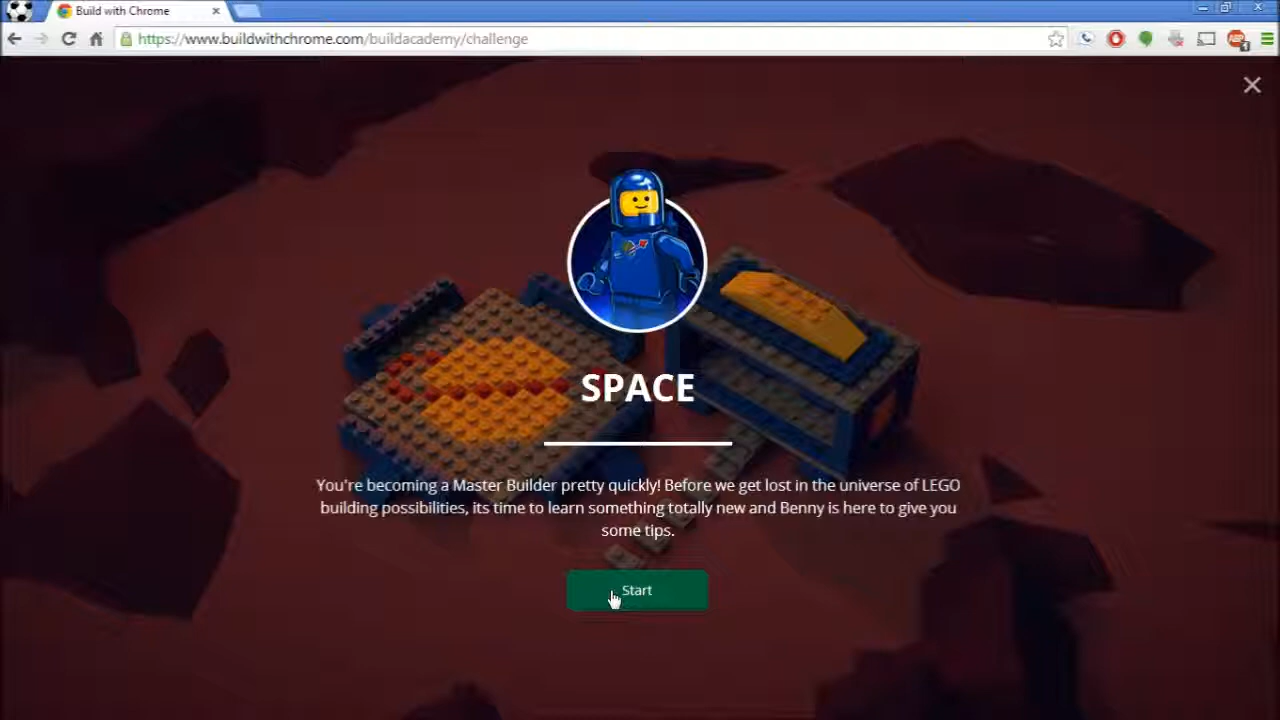 Build with Chrome
https://www.buildwithchrome.com/buildacademy/challenge
SPACE
You're becoming a Master Builder pretty quickly! Before we get lost in the universe of LEGO
building possibilities, its time to learn something totally new and Benny is here to give you
some tips.
Start